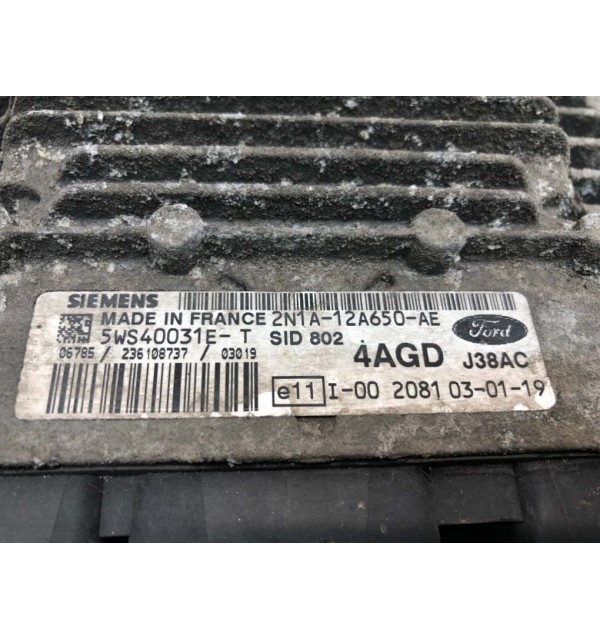 SIEMENS
MADE IN FRANCE 2N1A-12A650-AE
5WS40031E-T SID 802
Ford
06785/ 236108737/ 03019
4AGD J38AC
e11 I-00 2081 03-01-19